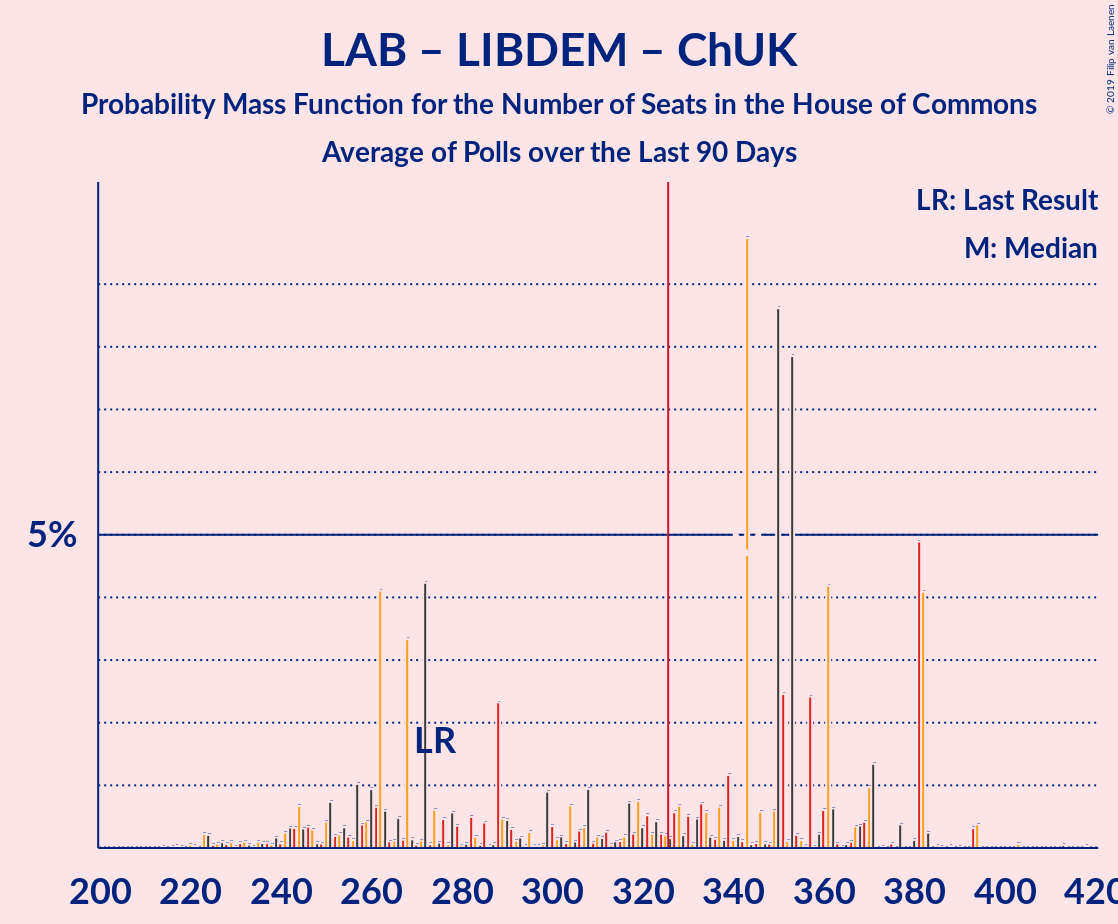 LAB – LIBDEM – ChUK
Probability Mass Function for the Number of Seats in the House of Commons
Average of Polls over the Last 90 Days
© 2019 Filip van Laenen
LR: Last Result
M: Median
5%
LR
200 220 240 260 280 300 320 340 360 380 400 420